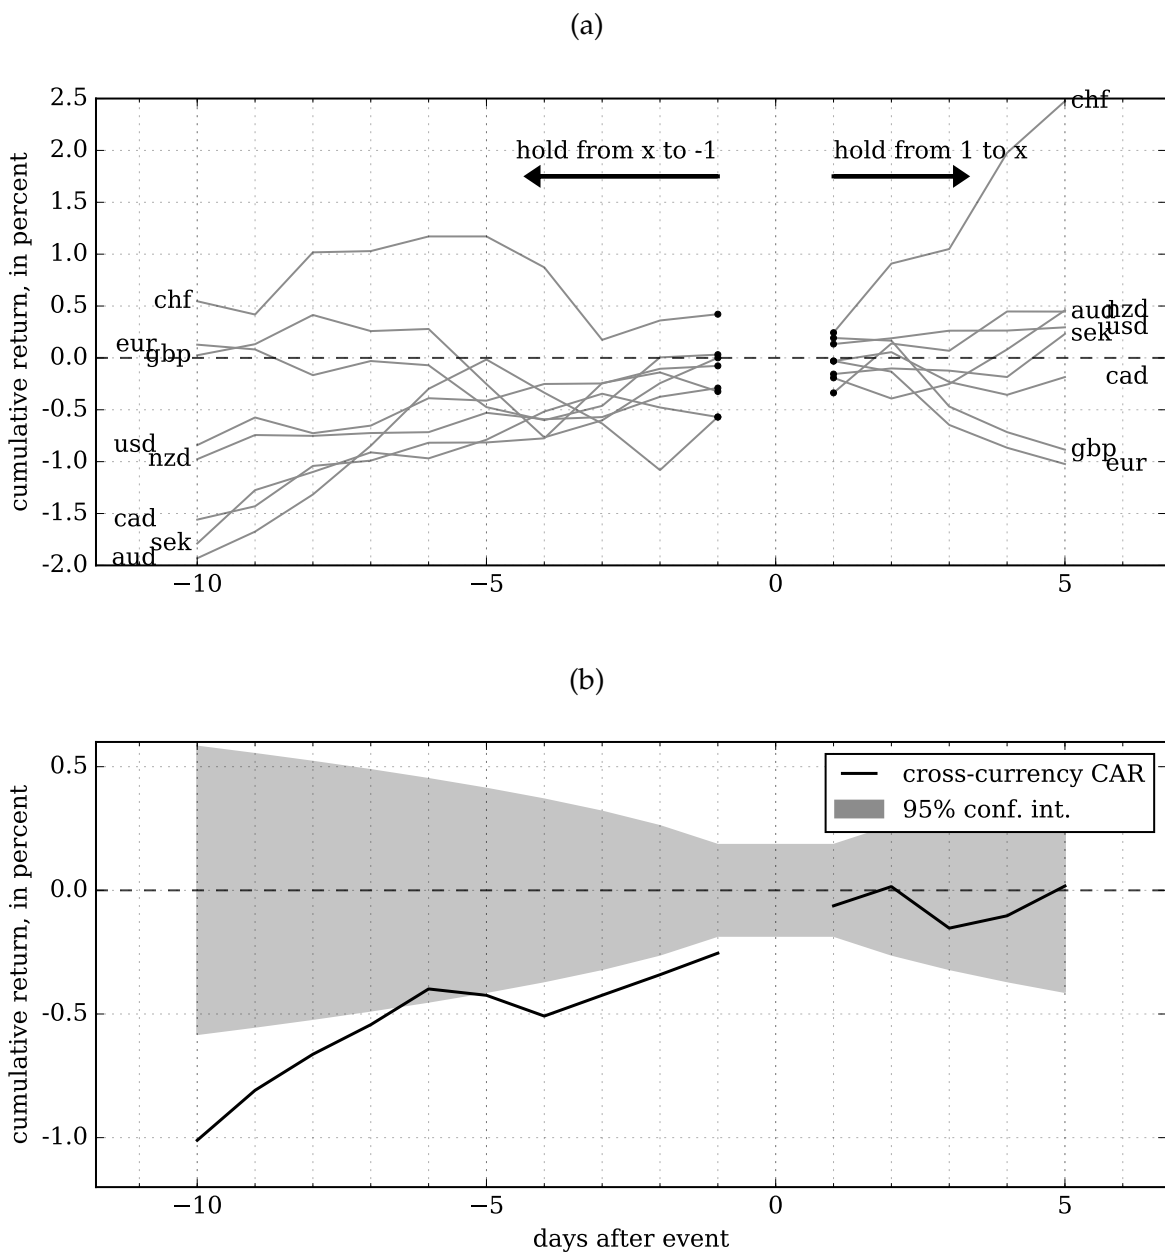 (a)
cumulative return, in percent
2.5
2.0
1.5
1.0
0.5
0.0
-0.5
-1.0
-1.5
-2.0
hold from x to -1
hold from 1 to x
chf
eur
gbp
usd
nzd
cad
sek
aud
chf
aud
nzd
usd
sek
cad
gbp
eur
−10
−5
0
5
(b)
cumulative return, in percent
0.5
0.0
-0.5
-1.0
cross-currency CAR
95% conf. int.
−10
−5
0
5
days after event